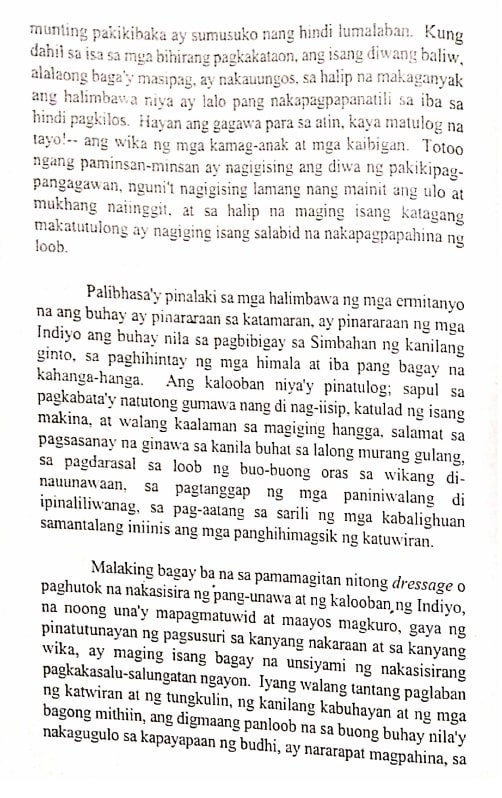 munting pakikibaka ay sumusuko nang hindi lumalaban. Kung
dahil sa isa sa mga bihirang pagkakataon, ang isang diwang baliw,
alalaong baga'y masipag, ay nakauungos, sa halip na makaganyak
ang halimbawa niya ay lalo pang nakapagpapanatili sa iba sa
hindi pagkilos. Hayan ang gagawa para sa atin, kaya matulog na
tayo!-- ang wika ng mga kamag-anak at mga kaibigan. Totoo
ngang paminsan-minsan ay nagigising ang diwa ng pakikipag-
pangagawan, nguni't nagigising lamang nang mainit ang ulo at
mukhang naiinggit, at sa halip na maging isang katagang
makatutulong ay nagiging isang salabid na nakapagpapahina ng
loob.
Palibhasa'y pinalaki sa mga halimbawa ng mga ermitanyo
na ang buhay ay pinararaan sa katamaran, ay pinararaan ng mga
Indiyo ang buhay nila sa pagbibigay sa Simbahan ng kanilang
ginto, sa paghihintay ng mga himala at iba pang bagay na
kahanga-hanga. Ang kalooban niya'y pinatulog; sapul sa
pagkabata'y natutong gumawa nang di nag-iisip, katulad ng isang
makina, at walang kaalaman sa magiging hangga, salamat sa
pagsasanay na ginawa sa kanila buhat sa lalong murang gulang,
sa pagdarasal sa loob ng buo-buong oras sa wikang di-
nauunawaan, sa pagtanggap ng mga paniniwalang di
ipinaliliwanag, sa pag-aatang sa sarili ng mga kabalighuan
samantalang iniinis ang mga panghihimagsik ng katuwiran.
Malaking bagay ba na sa pamamagitan nitong dressage o
paghutok na nakasisira ng pang-unawa at ng kalooban ng Indiyo,
na noong una'y mapagmatuwid at maayos magkuro, gaya ng
pinatutunayan ng pagsusuri sa kanyang nakaraan at sa kanyang
wika, ay maging isang bagay na unsiyami ng nakasisirang
pagkakasalu-salungatan ngayon. Iyang walang tantang paglaban
ng katwiran at ng tungkulin, ng kanilang kabuhayan at ng mga
bagong mithiin, ang digmaang panloob na sa buong buhay nila'y
nakagugulo sa kapayapaan ng budhi, ay nararapat magpahina, sa